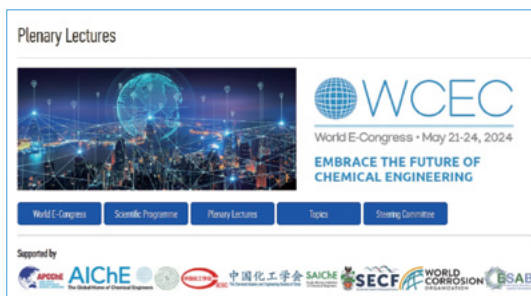 Plenary Lectures
WCEC
World E-Congress • May 21-24, 2024
EMBRACE THE FUTURE OF
CHEMICAL ENGINEERING
World E-Congress
Scientific Programme
Plenary Lectures
Topics
Steering Committee
Supported by
APCChE
AIChE
The Global Home of Chemical Engineers
中国化工学会
SAIChE
SECF
WORLD
CORROSION
ORGANIZATION